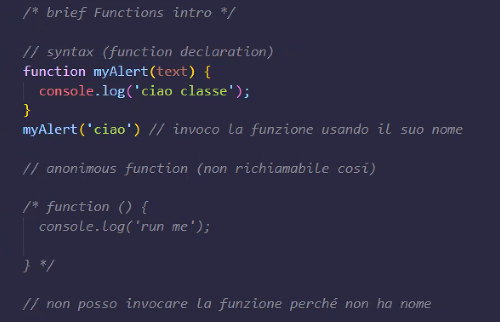 /* brief Functions intro */
// syntax (function declaration)
function myAlert(text) {
console.log('ciao classe');
}
myAlert('ciao') // invoco la funzione usando il suo nome
// anonimous function (non richiamabile cosí)
/* function () {
console.log('run me');
} */
// non posso invocare la funzione perché non ha nome